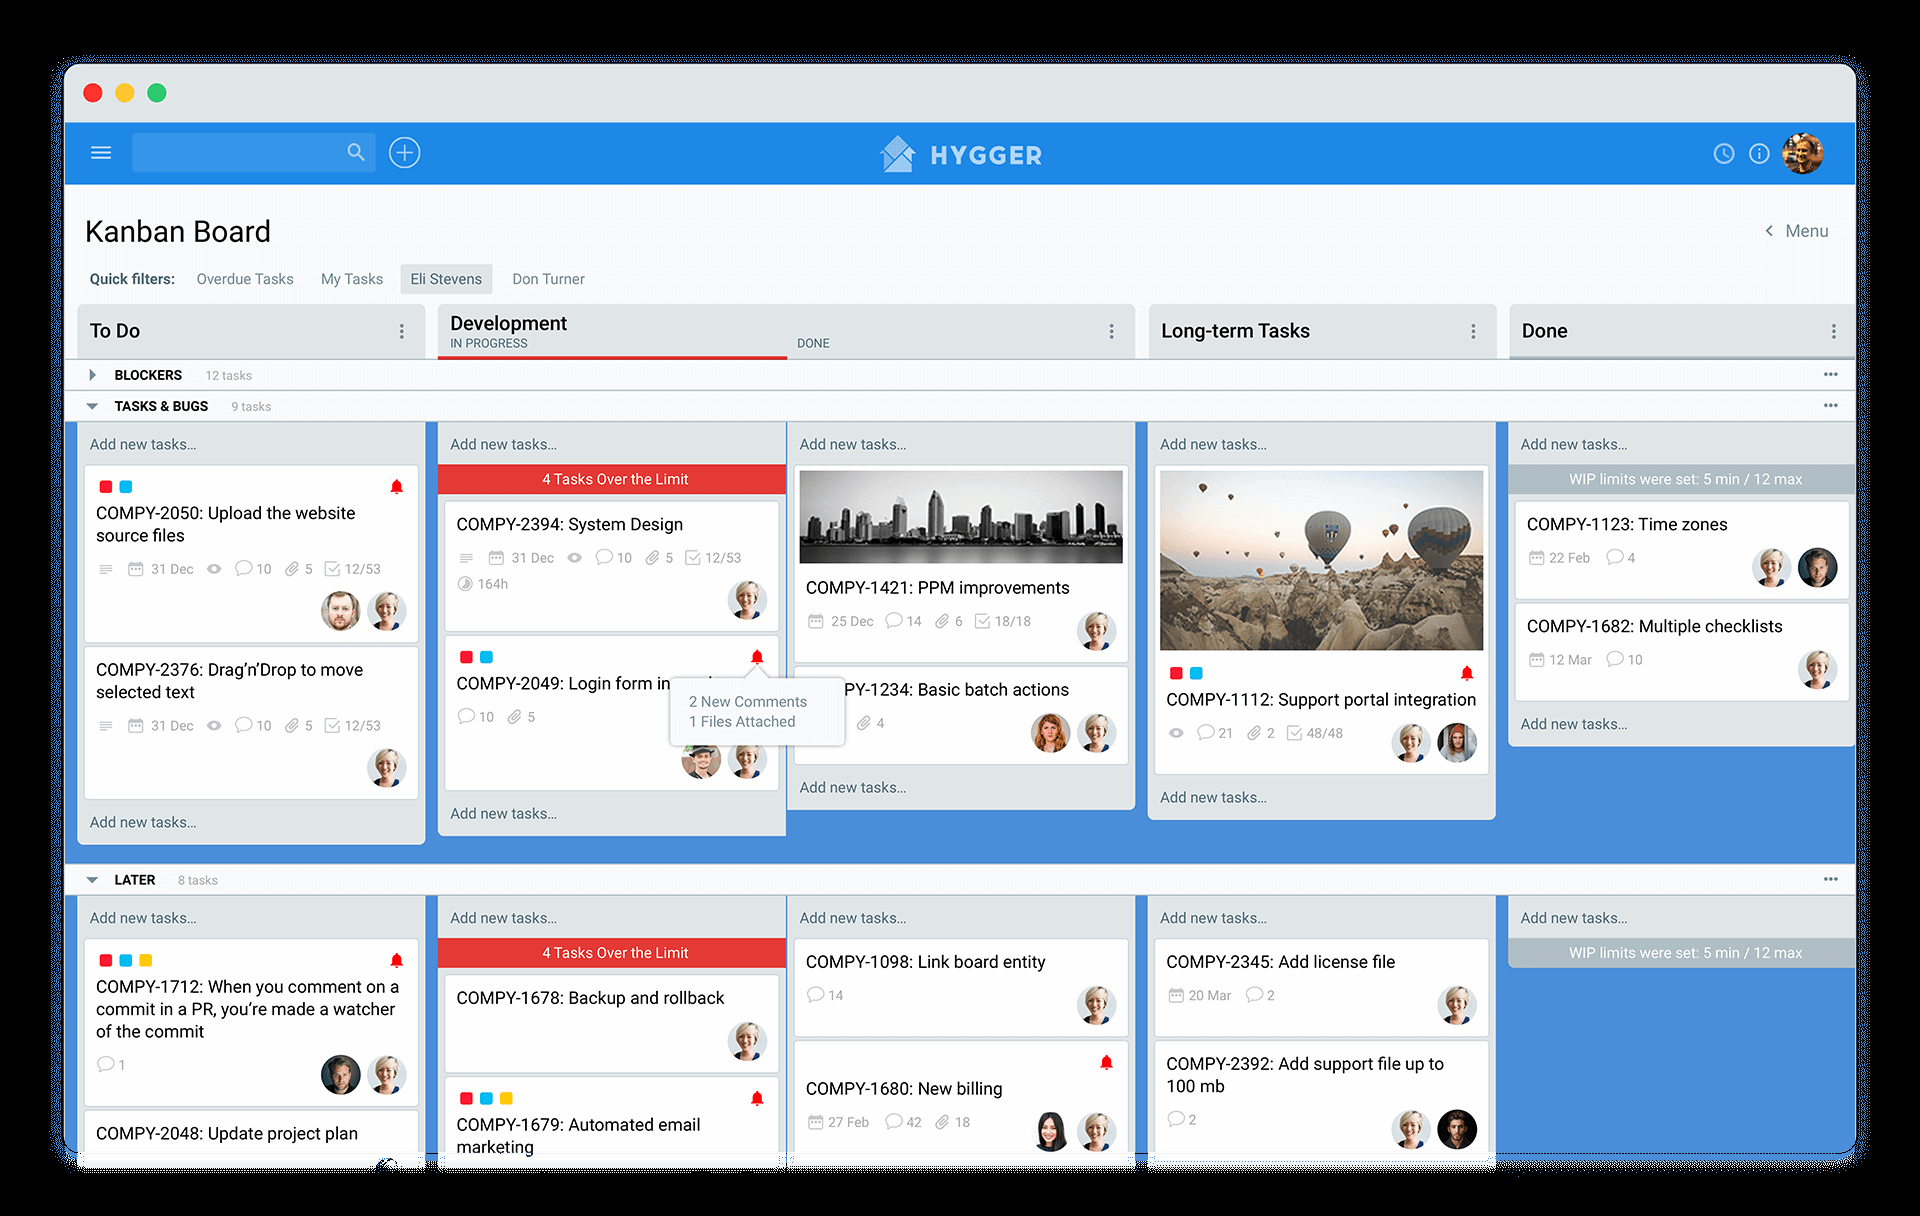 HYGGER
Kanban Board
Menu
Quick filters: Overdue Tasks My Tasks Eli Stevens Don Turner
To Do
Development
IN PROGRESS
DONE
Long-term Tasks
Done
BLOCKERS 12 tasks
TASKS & BUGS 9 tasks
Add new tasks...
COMPY-2050: Upload the website
source files
31 Dec 10 5 12/53
COMPY-2376: Drag’n’Drop to move
selected text
31 Dec 10 5 12/53
Add new tasks...
Add new tasks...
4 Tasks Over the Limit
COMPY-2394: System Design
31 Dec 10 5 12/53
164h
COMPY-2049: Login form in
10 5
2 New Comments
1 Files Attached
Add new tasks...
Add new tasks...
COMPY-1421: PPM improvements
25 Dec 14 6 18/18
PY-1234: Basic batch actions
4
Add new tasks...
Add new tasks...
COMPY-1112: Support portal integration
21 2 48/48
Add new tasks...
Add new tasks...
WIP limits were set: 5 min / 12 max
COMPY-1123: Time zones
22 Feb 4
COMPY-1682: Multiple checklists
12 Mar 10
Add new tasks...
LATER 8 tasks
Add new tasks...
COMPY-1712: When you comment on a
commit in a PR, you’re made a watcher
of the commit
1
COMPY-2048: Update project plan
Add new tasks...
4 Tasks Over the Limit
COMPY-1678: Backup and rollback
COMPY-1679: Automated email
marketing
Add new tasks...
COMPY-1098: Link board entity
14
COMPY-1680: New billing
27 Feb 42 18
Add new tasks...
COMPY-2345: Add license file
20 Mar 2
COMPY-2392: Add support file up to
100 mb
2
Add new tasks...
WIP limits were set: 5 min / 12 max